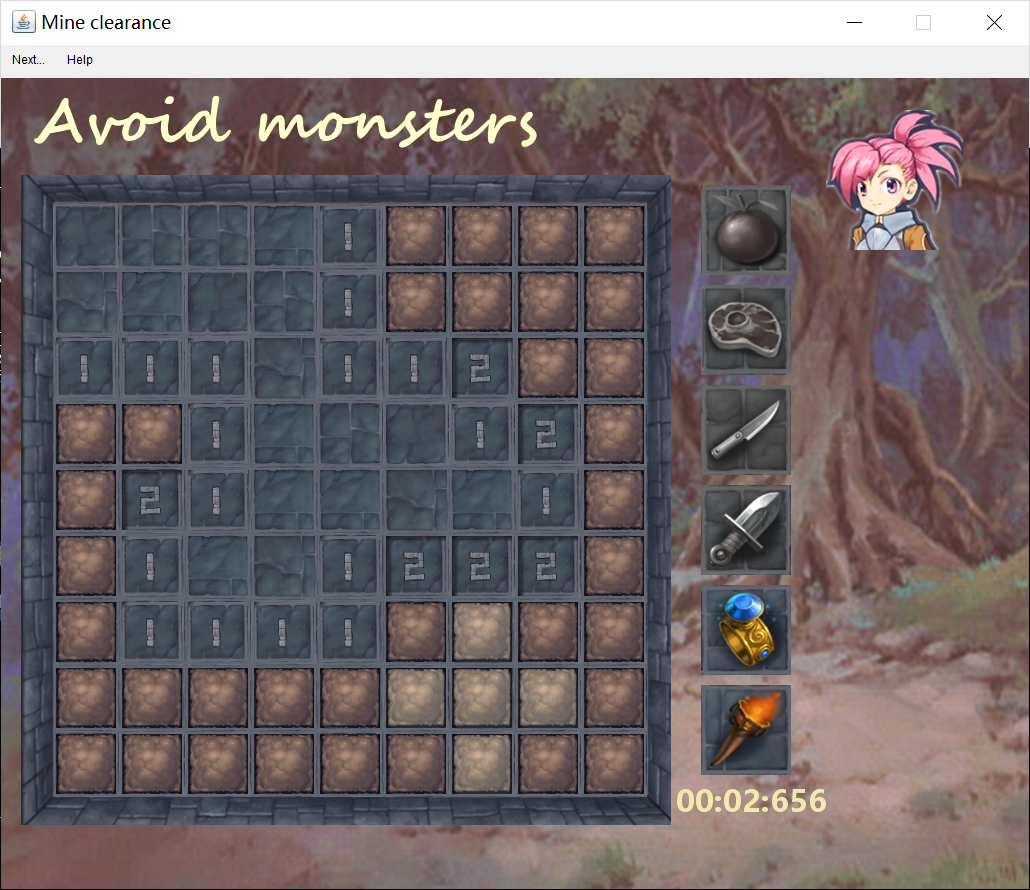 Mine clearance
Next... Help
Avoid monsters
1
1
1 1 1 1 1 2
1 1 2
2 1 1
1 1 2 2 2
1 1 1 1
00:02:656